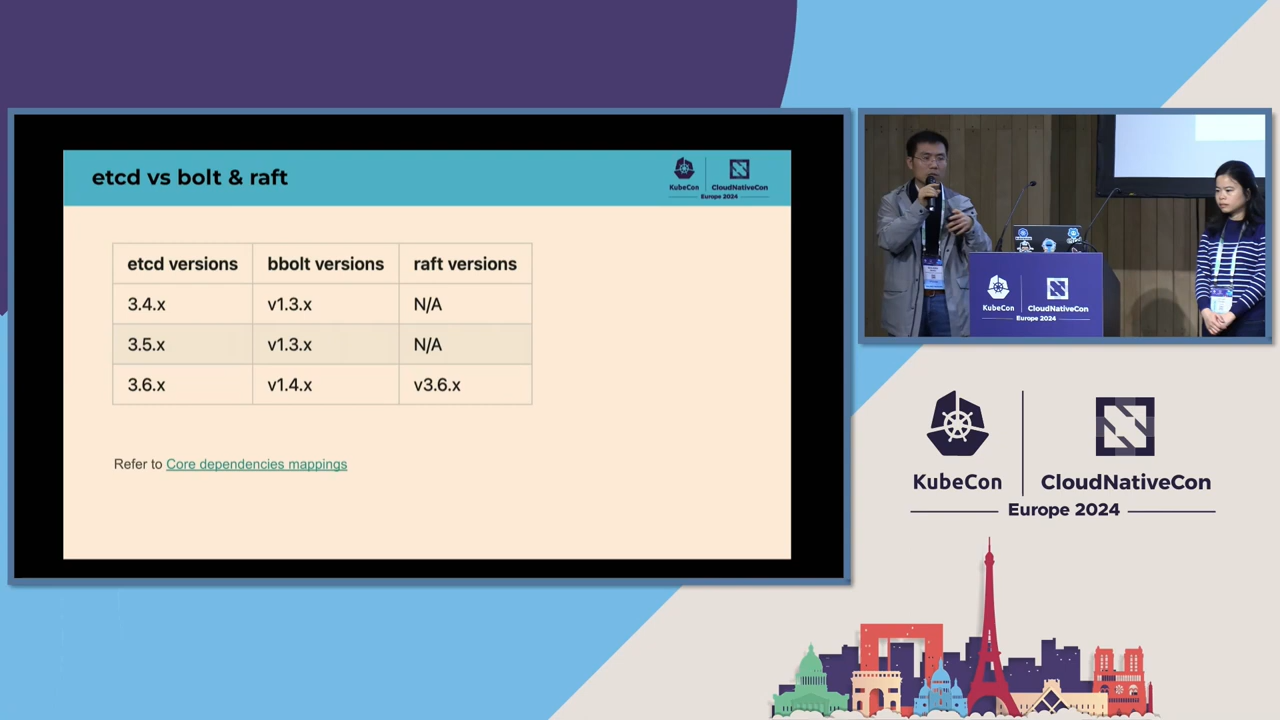 etcd vs bolt & raft
KubeCon CloudNativeCon
Europe 2024
etcd versions bbolt versions raft versions
3.4.x v1.3.x N/A
3.5.x v1.3.x N/A
3.6.x v1.4.x v3.6.x
Refer to Core dependencies mappings
KubeCon CloudNativeCon
Europe 2024
KubeCon CloudNativeCon
Europe 2024